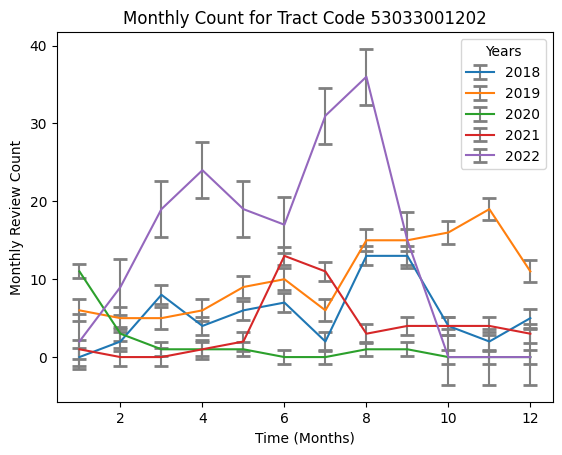 Monthly Count for Tract Code 53033001202
Years
2018
2019
2020
2021
2022
Monthly Review Count
40
30
20
10
0
2 4 6 8 10 12
Time (Months)